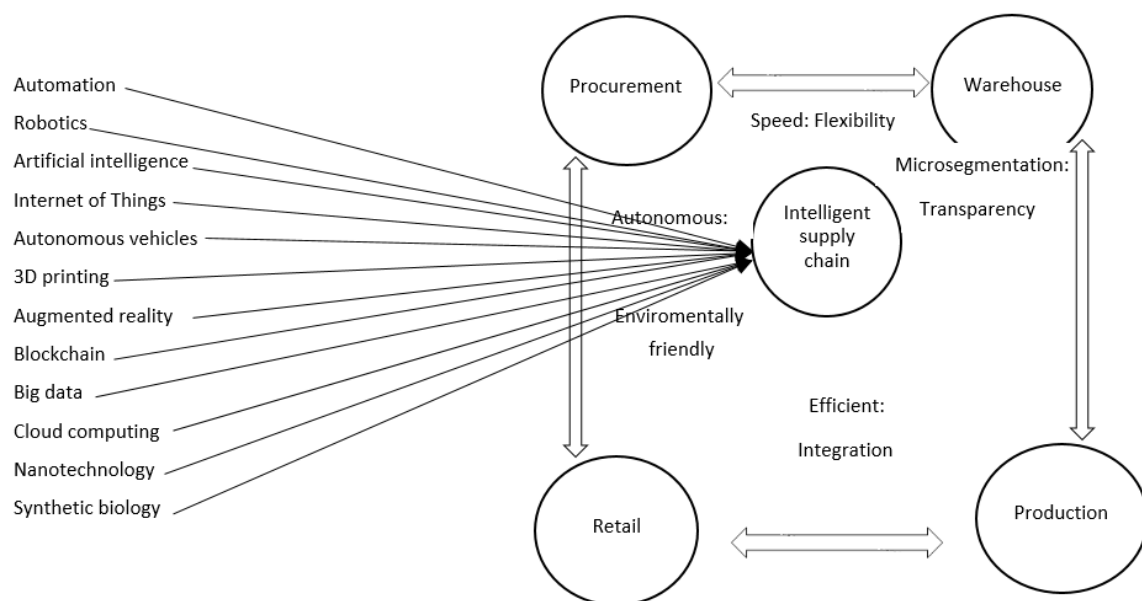 Automation
Robotics
Artificial intelligence
Internet of Things
Autonomous vehicles
3D printing
Augmented reality
Blockchain
Big data
Cloud computing
Nanotechnology
Synthetic biology
Procurement
Warehouse
Speed: Flexibility
Microsegmentation:
Transparency
Autonomous:
Intelligent
supply
chain
Enviromentally
friendly
Efficient:
Integration
Retail
Production